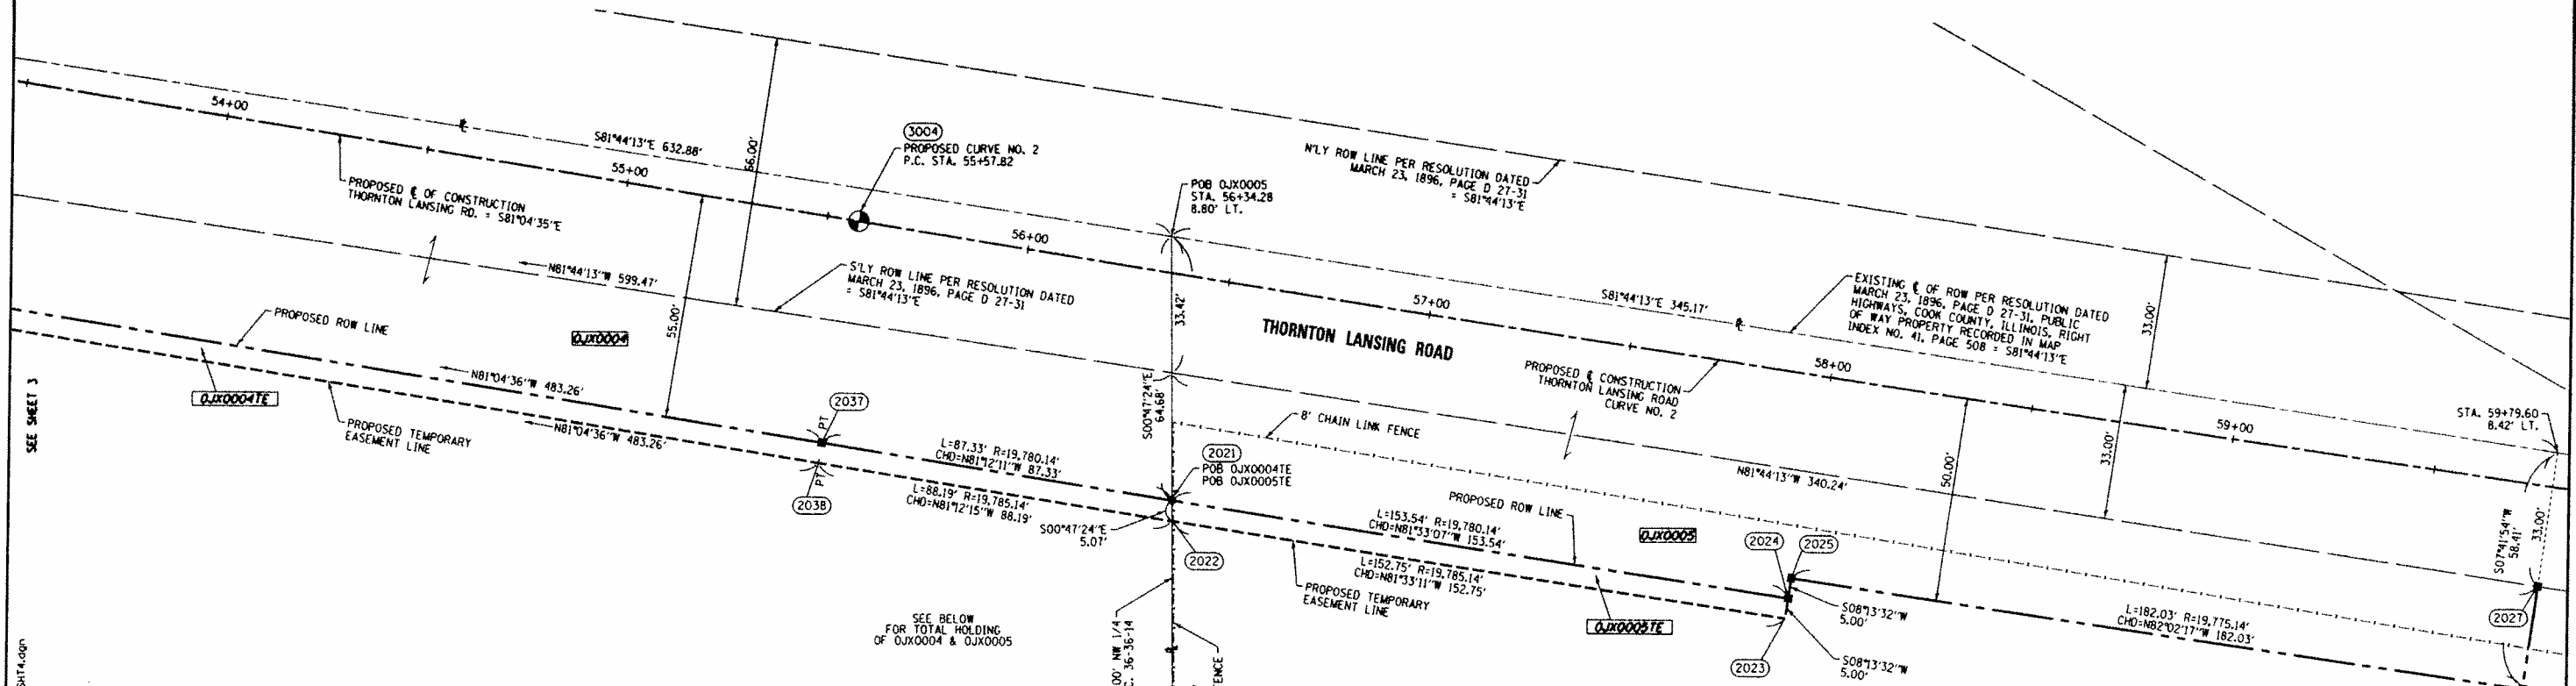 54+00
S81°44'13"E 632.88'
55+00
PROPOSED ℄ OF CONSTRUCTION
THORNTON LANSING RD. = S81°04'35"E
66.00'
3004
PROPOSED CURVE NO. 2
P.C. STA. 55+57.82
56+00
POB 0JX0005
STA. 56+34.28
8.80' LT.
N'LY ROW LINE PER RESOLUTION DATED
MARCH 23, 1896, PAGE D 27-31
= S81°44'13"E
N81°44'13"W 599.47'
S'LY ROW LINE PER RESOLUTION DATED
MARCH 23, 1896, PAGE D 27-31
= S81°44'13"E
33.42'
57+00
S81°44'13"E 345.17'
EXISTING ℄ OF ROW PER RESOLUTION DATED
MARCH 23, 1896, PAGE D 27-31, PUBLIC
HIGHWAYS, COOK COUNTY, ILLINOIS, RIGHT
OF WAY PROPERTY RECORDED IN MAP
INDEX NO. 41, PAGE 508 = S81°44'13"E
33.00'
PROPOSED ROW LINE
0JX0004
55.00'
THORNTON LANSING ROAD
58+00
PROPOSED ℄ CONSTRUCTION
THORNTON LANSING ROAD
CURVE NO. 2
SEE SHEET 3
0JX0004TE
N81°04'36"W 483.26'
PROPOSED TEMPORARY
EASEMENT LINE
N81°04'36"W 483.26'
2037
PT
S00°47'24"E
64.68'
8' CHAIN LINK FENCE
59+00
STA. 59+79.60
8.42' LT.
2038
PT
L=87.33' R=19,780.14'
CHD=N81°12'11"W 87.33'
L=88.19' R=19,785.14'
CHD=N81°12'15"W 88.19'
2021
POB 0JX0004TE
POB 0JX0005TE
S00°47'24"E
5.07'
2022
N81°44'13"W 340.24'
50.00'
33.00'
PROPOSED ROW LINE
L=153.54' R=19,780.14'
CHD=N81°33'07"W 153.54'
0JX0005
2024
2025
S07°41'54"W
58.41'
33.00'
L=152.75' R=19,785.14'
CHD=N81°33'11"W 152.75'
PROPOSED TEMPORARY
EASEMENT LINE
0JX0005TE
S08°13'32"W
5.00'
L=182.03' R=19,775.14'
CHD=N82°02'17"W 182.03'
2027
SEE BELOW
FOR TOTAL HOLDING
OF 0JX0004 & 0JX0005
2023
S08°13'32"W
5.00'
00' NW 1/4
36-36-14
SHT4.dgn